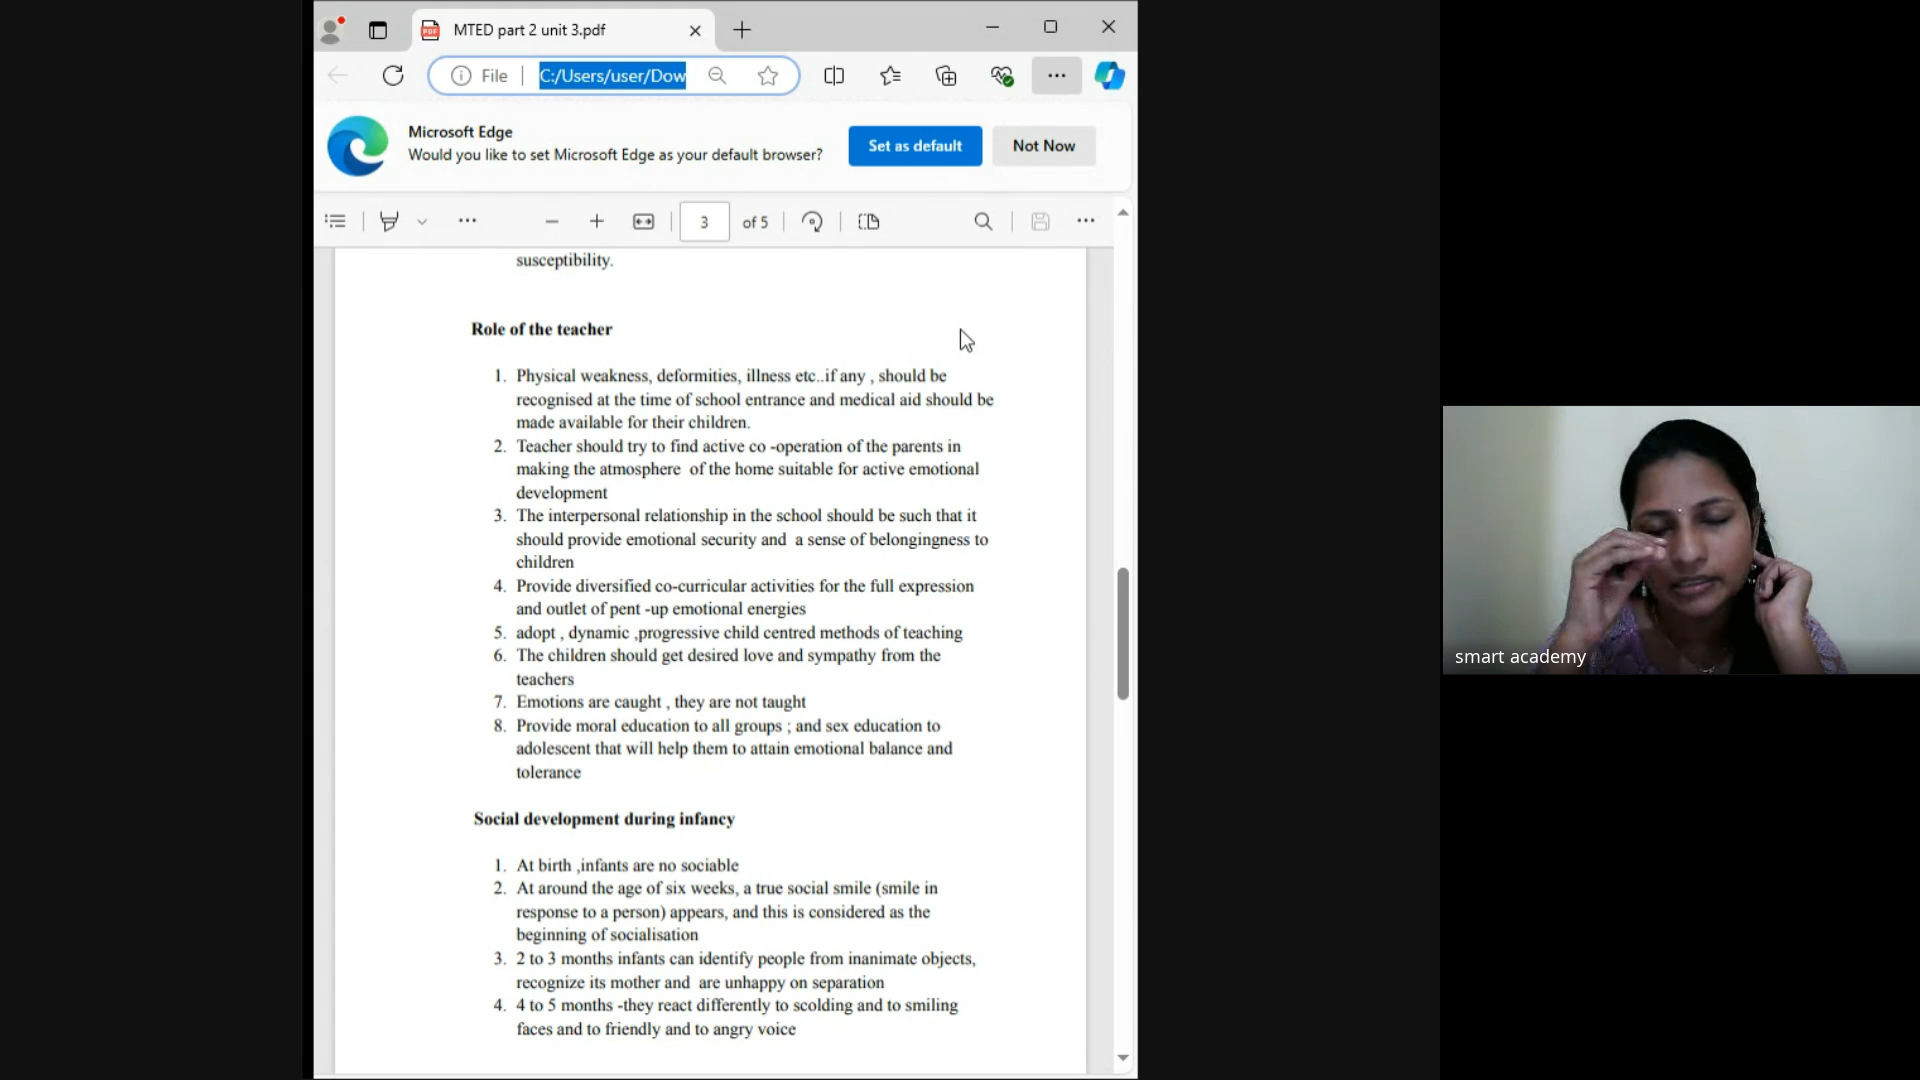 MTED part 2 unit 3.pdf
File
C:/Users/user/Dow
Microsoft Edge
Would you like to set Microsoft Edge as your default browser?
Set as default
Not Now
3 of 5
susceptibility.
Role of the teacher
1. Physical weakness, deformities, illness etc..if any , should be
recognised at the time of school entrance and medical aid should be
made available for their children.
2. Teacher should try to find active co -operation of the parents in
making the atmosphere of the home suitable for active emotional
development
3. The interpersonal relationship in the school should be such that it
should provide emotional security and a sense of belongingness to
children
4. Provide diversified co-curricular activities for the full expression
and outlet of pent -up emotional energies
5. adopt , dynamic ,progressive child centred methods of teaching
6. The children should get desired love and sympathy from the
teachers
7. Emotions are caught , they are not taught
8. Provide moral education to all groups ; and sex education to
adolescent that will help them to attain emotional balance and
tolerance
Social development during infancy
1. At birth ,infants are no sociable
2. At around the age of six weeks, a true social smile (smile in
response to a person) appears, and this is considered as the
beginning of socialisation
3. 2 to 3 months infants can identify people from inanimate objects,
recognize its mother and are unhappy on separation
4. 4 to 5 months -they react differently to scolding and to smiling
faces and to friendly and to angry voice
smart academy